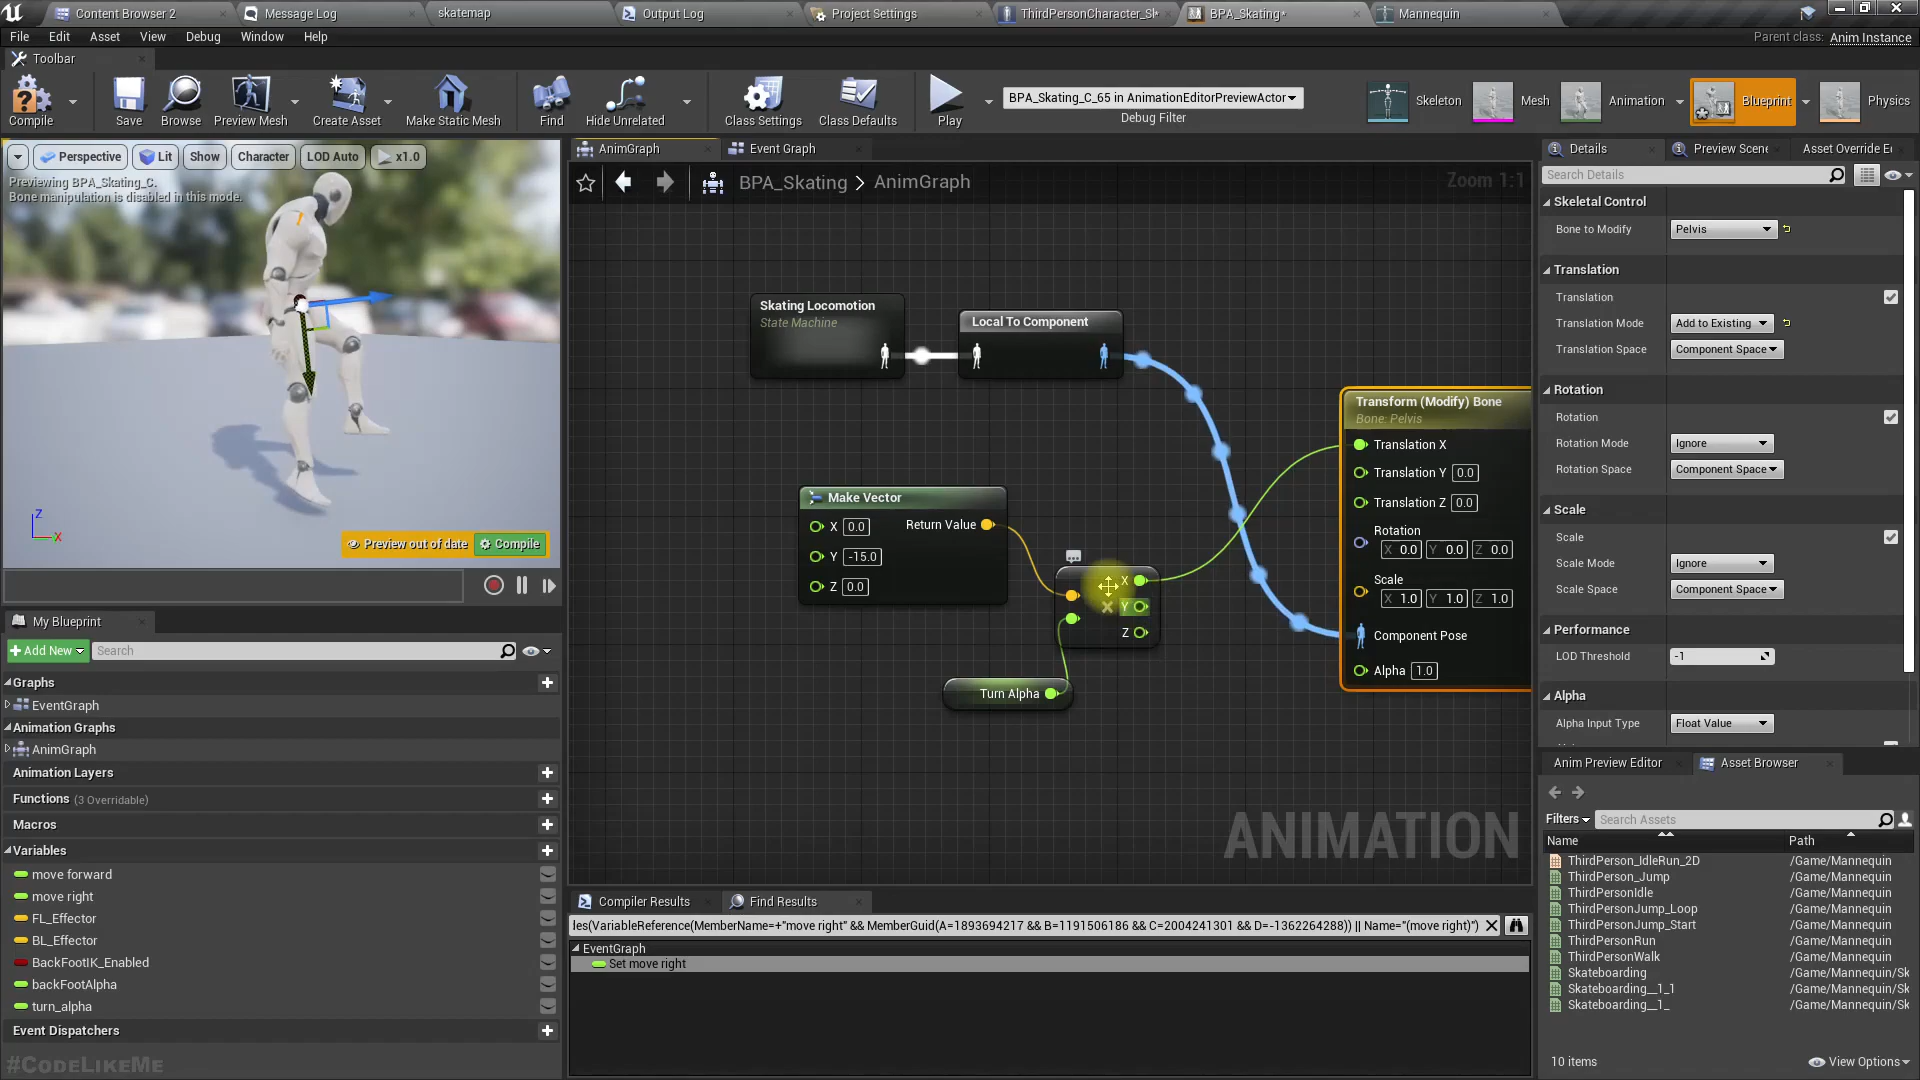 Content Browser 2
Message Log
skatemap
Output Log
Project Settings
ThirdPersonCharacter_Sk*
BPA_Skating*
Mannequin
File Edit Asset View Debug Window Help
Parent class: Anim Instance
Toolbar
Compile
Save
Browse
Preview Mesh
Create Asset
Make Static Mesh
Find
Hide Unrelated
Class Settings
Class Defaults
Play
BPA_Skating_C_65 in AnimationEditorPreviewActor
Debug Filter
Skeleton
Mesh
Animation
Blueprint
Physics
Perspective
Lit
Show
Character
LOD Auto
x1.0
Previewing BPA_Skating_C.
Bone manipulation is disabled in this mode.
Z
X
Preview out of date
Compile
AnimGraph
Event Graph
BPA_Skating > AnimGraph
Zoom 1:1
Skating Locomotion
State Machine
Local To Component
Make Vector
X 0.0
Return Value
Y -15.0
Z 0.0
X
Y
Z
Turn Alpha
Transform (Modify) Bone
Bone: Pelvis
Translation X
Translation Y 0.0
Translation Z 0.0
Rotation
X 0.0 Y 0.0 Z 0.0
Scale
X 1.0 Y 1.0 Z 1.0
Component Pose
Alpha 1.0
ANIMATION
My Blueprint
Add New
Search
Graphs
EventGraph
Animation Graphs
AnimGraph
Animation Layers
Functions (3 Overridable)
Macros
Variables
move forward
move right
FL_Effector
BL_Effector
BackFootIK_Enabled
backFootAlpha
turn_alpha
Event Dispatchers
#CodeLikeMe
Compiler Results
Find Results
les(VariableReference(MemberName=+"move right" && MemberGuid(A=1893694217 && B=1191506186 && C=2004241301 && D=-1362264288)) || Name="(move right)")
EventGraph
Set move right
Details
Preview Scene
Asset Override E
Search Details
Skeletal Control
Bone to Modify Pelvis
Translation
Translation
Translation Mode Add to Existing
Translation Space Component Space
Rotation
Rotation
Rotation Mode Ignore
Rotation Space Component Space
Scale
Scale
Scale Mode Ignore
Scale Space Component Space
Performance
LOD Threshold -1
Alpha
Alpha Input Type Float Value
Anim Preview Editor
Asset Browser
Filters
Search Assets
Name Path
ThirdPerson_IdleRun_2D /Game/Mannequin
ThirdPerson_Jump /Game/Mannequin
ThirdPersonIdle /Game/Mannequin
ThirdPersonJump_Loop /Game/Mannequin
ThirdPersonJump_Start /Game/Mannequin
ThirdPersonRun /Game/Mannequin
ThirdPersonWalk /Game/Mannequin
Skateboarding /Game/Mannequin/Sk
Skateboarding__1_1 /Game/Mannequin/Sk
Skateboarding__1_ /Game/Mannequin/Sk
10 items
View Options